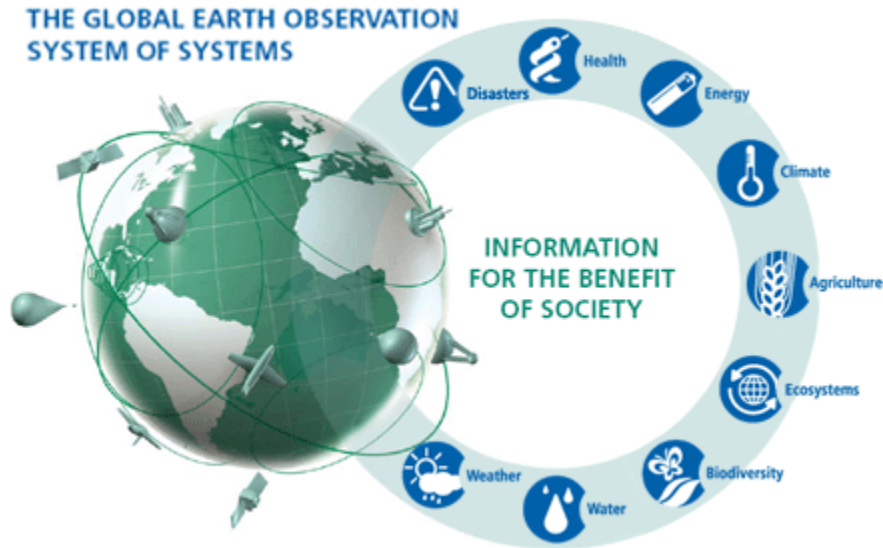 THE GLOBAL EARTH OBSERVATION
SYSTEM OF SYSTEMS
Disasters
Health
Energy
Climate
Agriculture
Ecosystems
Biodiversity
Water
Weather
INFORMATION
FOR THE BENEFIT
OF SOCIETY